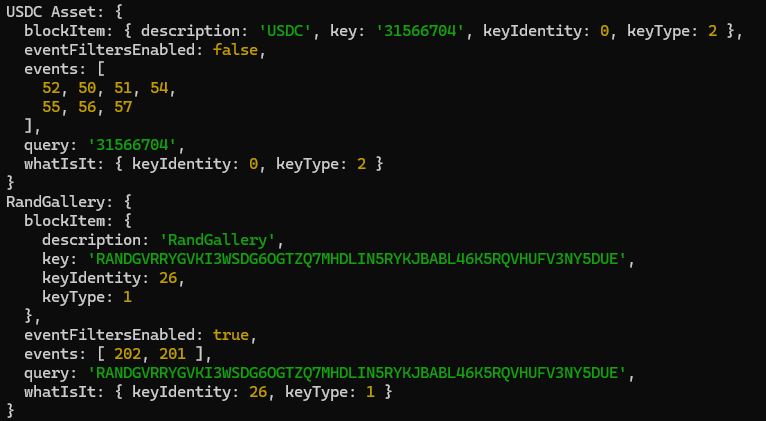 USDC Asset: {
  blockItem: { description: 'USDC', key: '31566704', keyIdentity: 0, keyType: 2 },
  eventFiltersEnabled: false,
  events: [
    52, 50, 51, 54,
    55, 56, 57
  ],
  query: '31566704',
  whatIsIt: { keyIdentity: 0, keyType: 2 }
}
RandGallery: {
  blockItem: {
    description: 'RandGallery',
    key: 'RANDGVRRYGVKI3WSDG6OGTZQ7MHDLIN5RYKJBABL46K5RQVHUFV3NY5DUE',
    keyIdentity: 26,
    keyType: 1
  },
  eventFiltersEnabled: true,
  events: [ 202, 201 ],
  query: 'RANDGVRRYGVKI3WSDG6OGTZQ7MHDLIN5RYKJBABL46K5RQVHUFV3NY5DUE',
  whatIsIt: { keyIdentity: 26, keyType: 1 }
}